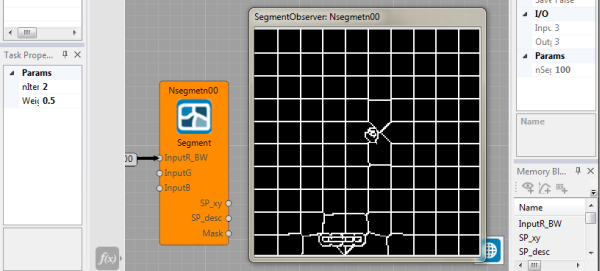 Task Prope...
Params
nIter 2
Weig 0.5
00
Nsegmetn00
Segment
InputR_BW
InputG
InputB
SP_xy
SP_desc
Mask
f(x)
SegmentObserver: Nsegmetn00
Save False
I/O
Inpu 3
Outp 3
Params
nSeg 100
Name
Memory Bl...
Name
InputR_BW
SP_xy
SP_desc